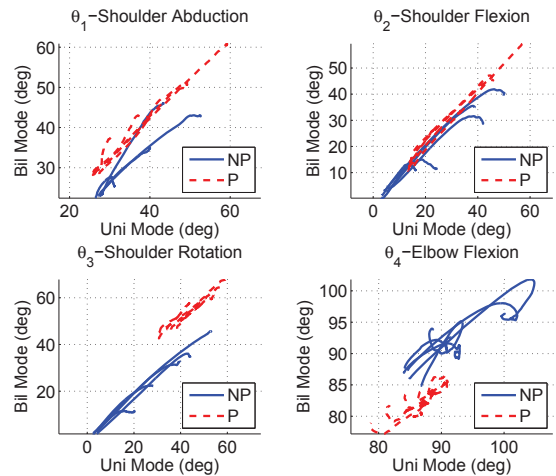 θ1−Shoulder Abduction
60
50
40
30
Bil Mode (deg)
20
40
60
Uni Mode (deg)
NP
P
θ2−Shoulder Flexion
50
40
30
20
10
Bil Mode (deg)
0
20
40
Uni Mode (deg)
NP
P
θ3−Shoulder Rotation
60
40
20
Bil Mode (deg)
0
20
40
60
Uni Mode (deg)
NP
P
θ4−Elbow Flexion
100
95
90
85
80
Bil Mode (deg)
80
90
100
Uni Mode (deg)
NP
P